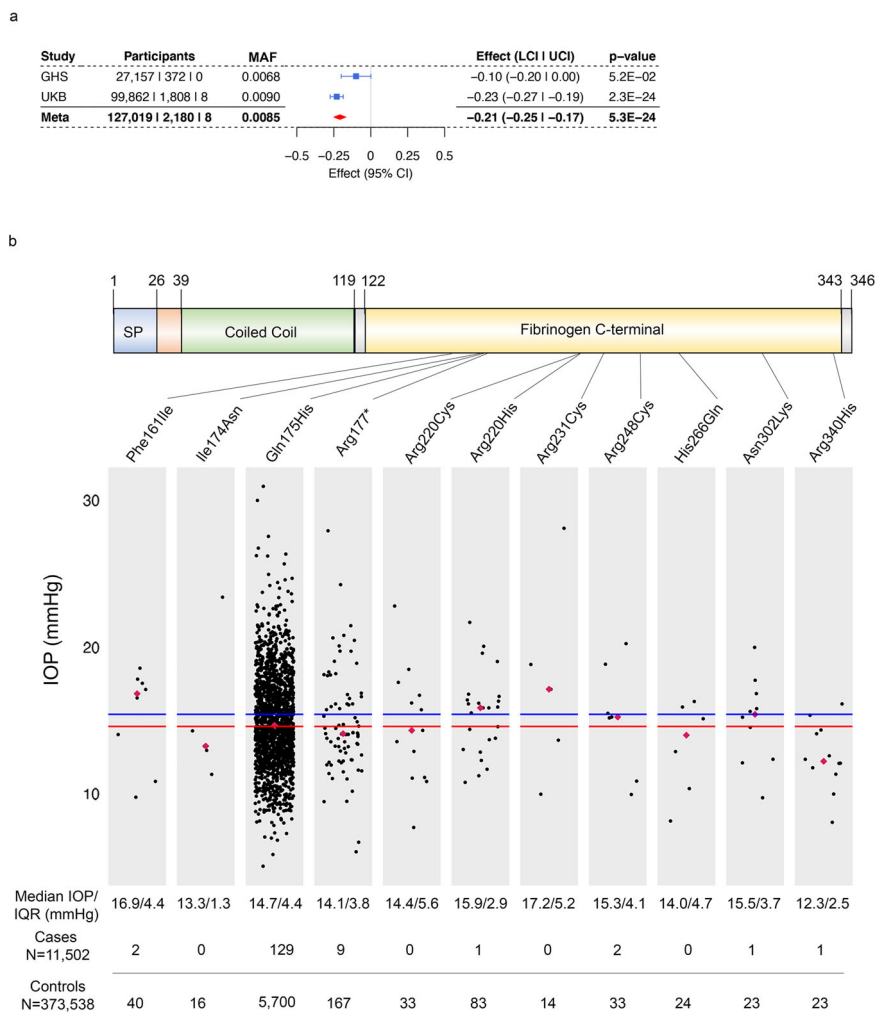 a
Study Participants MAF Effect (LCI | UCI) p−value
GHS 27,157 | 372 | 0 0.0068 −0.10 (−0.20 | 0.00) 5.2E−02
UKB 99,862 | 1,808 | 8 0.0090 −0.23 (−0.27 | −0.19) 2.3E−24
Meta 127,019 | 2,180 | 8 0.0085 −0.21 (−0.25 | −0.17) 5.3E−24
−0.5 −0.25 0 0.25 0.5
Effect (95% CI)
b
1 26 39 119 122 343 346
SP Coiled Coil Fibrinogen C-terminal
Phe161Ile Ile174Asn Gln175His Arg177* Arg220Cys Arg220His Arg231Cys Arg248Cys His266Gln Asn302Lys Arg340His
30
20
10
IOP (mmHg)
Median IOP/
IQR (mmHg) 16.9/4.4 13.3/1.3 14.7/4.4 14.1/3.8 14.4/5.6 15.9/2.9 17.2/5.2 15.3/4.1 14.0/4.7 15.5/3.7 12.3/2.5
Cases
N=11,502 2 0 129 9 0 1 0 2 0 1 1
Controls
N=373,538 40 16 5,700 167 33 83 14 33 24 23 23